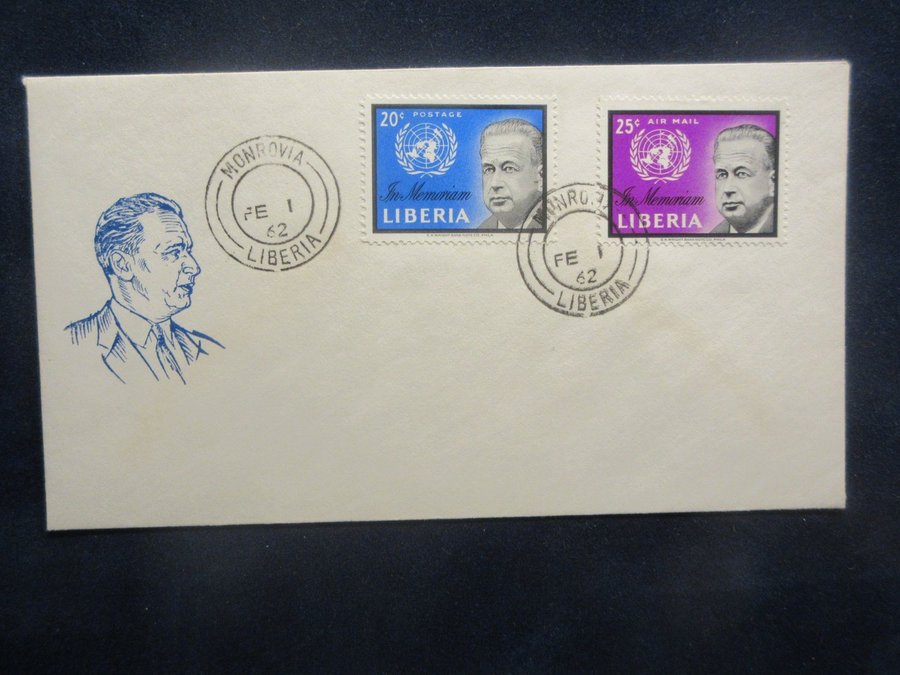 MONROVIA
FE 1
62
LIBERIA
20¢ POSTAGE
In Memoriam
LIBERIA
25¢ AIR MAIL
In Memoriam
LIBERIA
FE 1
62
LIBERIA